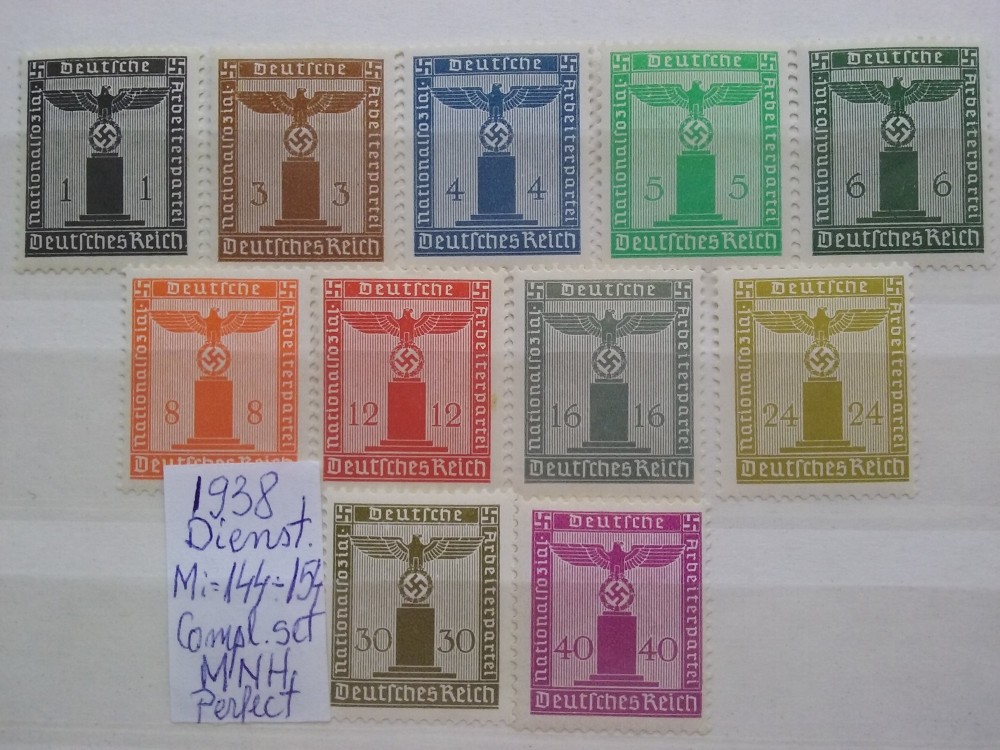 Deutsche
Nationalsozial.
Arbeiterpartei
1 1
Deutsches Reich
Deutsche
Nationalsozial.
Arbeiterpartei
3 3
Deutsches Reich
Deutsche
Nationalsozial.
Arbeiterpartei
4 4
Deutsches Reich
Deutsche
Nationalsozial.
Arbeiterpartei
5 5
Deutsches Reich
Deutsche
Nationalsozial.
Arbeiterpartei
6 6
Deutsches Reich
Deutsche
Nationalsozial.
Arbeiterpartei
8 8
Deutsches Reich
Deutsche
Nationalsozial.
Arbeiterpartei
12 12
Deutsches Reich
Deutsche
Nationalsozial.
Arbeiterpartei
16 16
Deutsches Reich
Deutsche
Nationalsozial.
Arbeiterpartei
24 24
Deutsches Reich
1938
Dienst.
Mi=144÷154
Compl. set
MNH,
Perfect
Deutsche
Nationalsozial.
Arbeiterpartei
30 30
Deutsches Reich
Deutsche
Nationalsozial.
Arbeiterpartei
40 40
Deutsches Reich